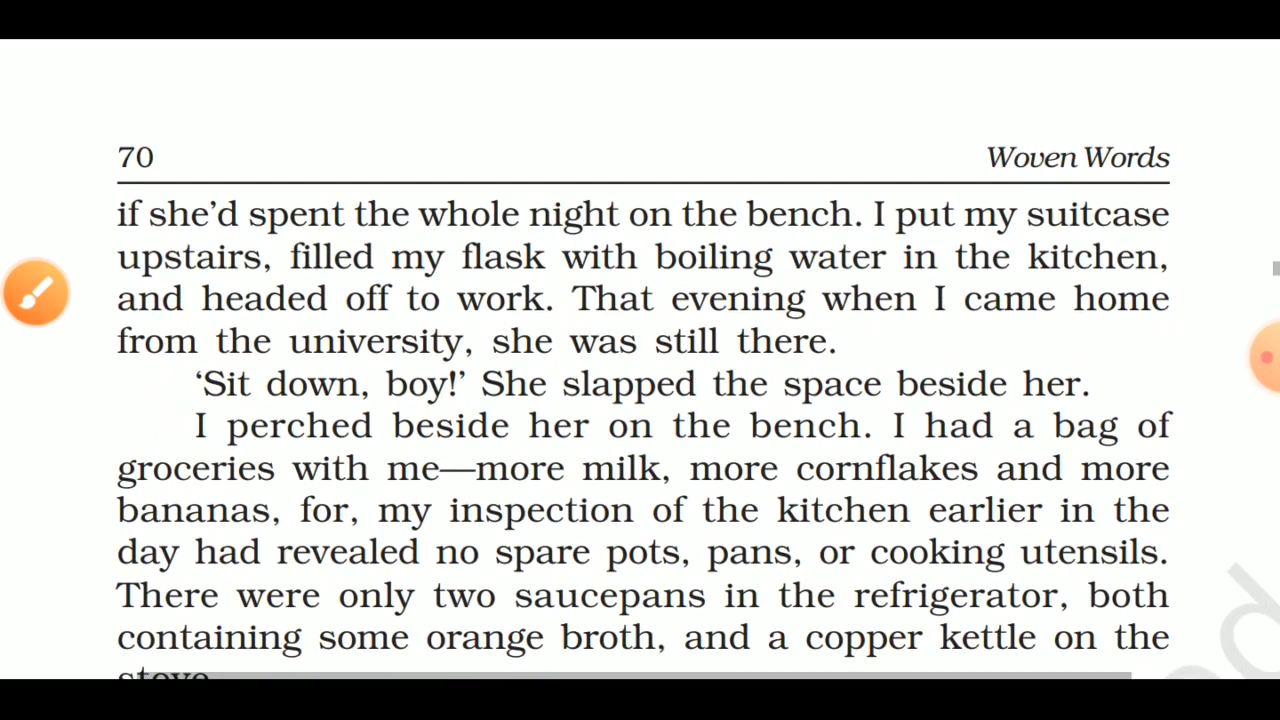 70 Woven Words
if she'd spent the whole night on the bench. I put my suitcase
upstairs, filled my flask with boiling water in the kitchen,
and headed off to work. That evening when I came home
from the university, she was still there.
‘Sit down, boy!’ She slapped the space beside her.
I perched beside her on the bench. I had a bag of
groceries with me—more milk, more cornflakes and more
bananas, for, my inspection of the kitchen earlier in the
day had revealed no spare pots, pans, or cooking utensils.
There were only two saucepans in the refrigerator, both
containing some orange broth, and a copper kettle on the
stove